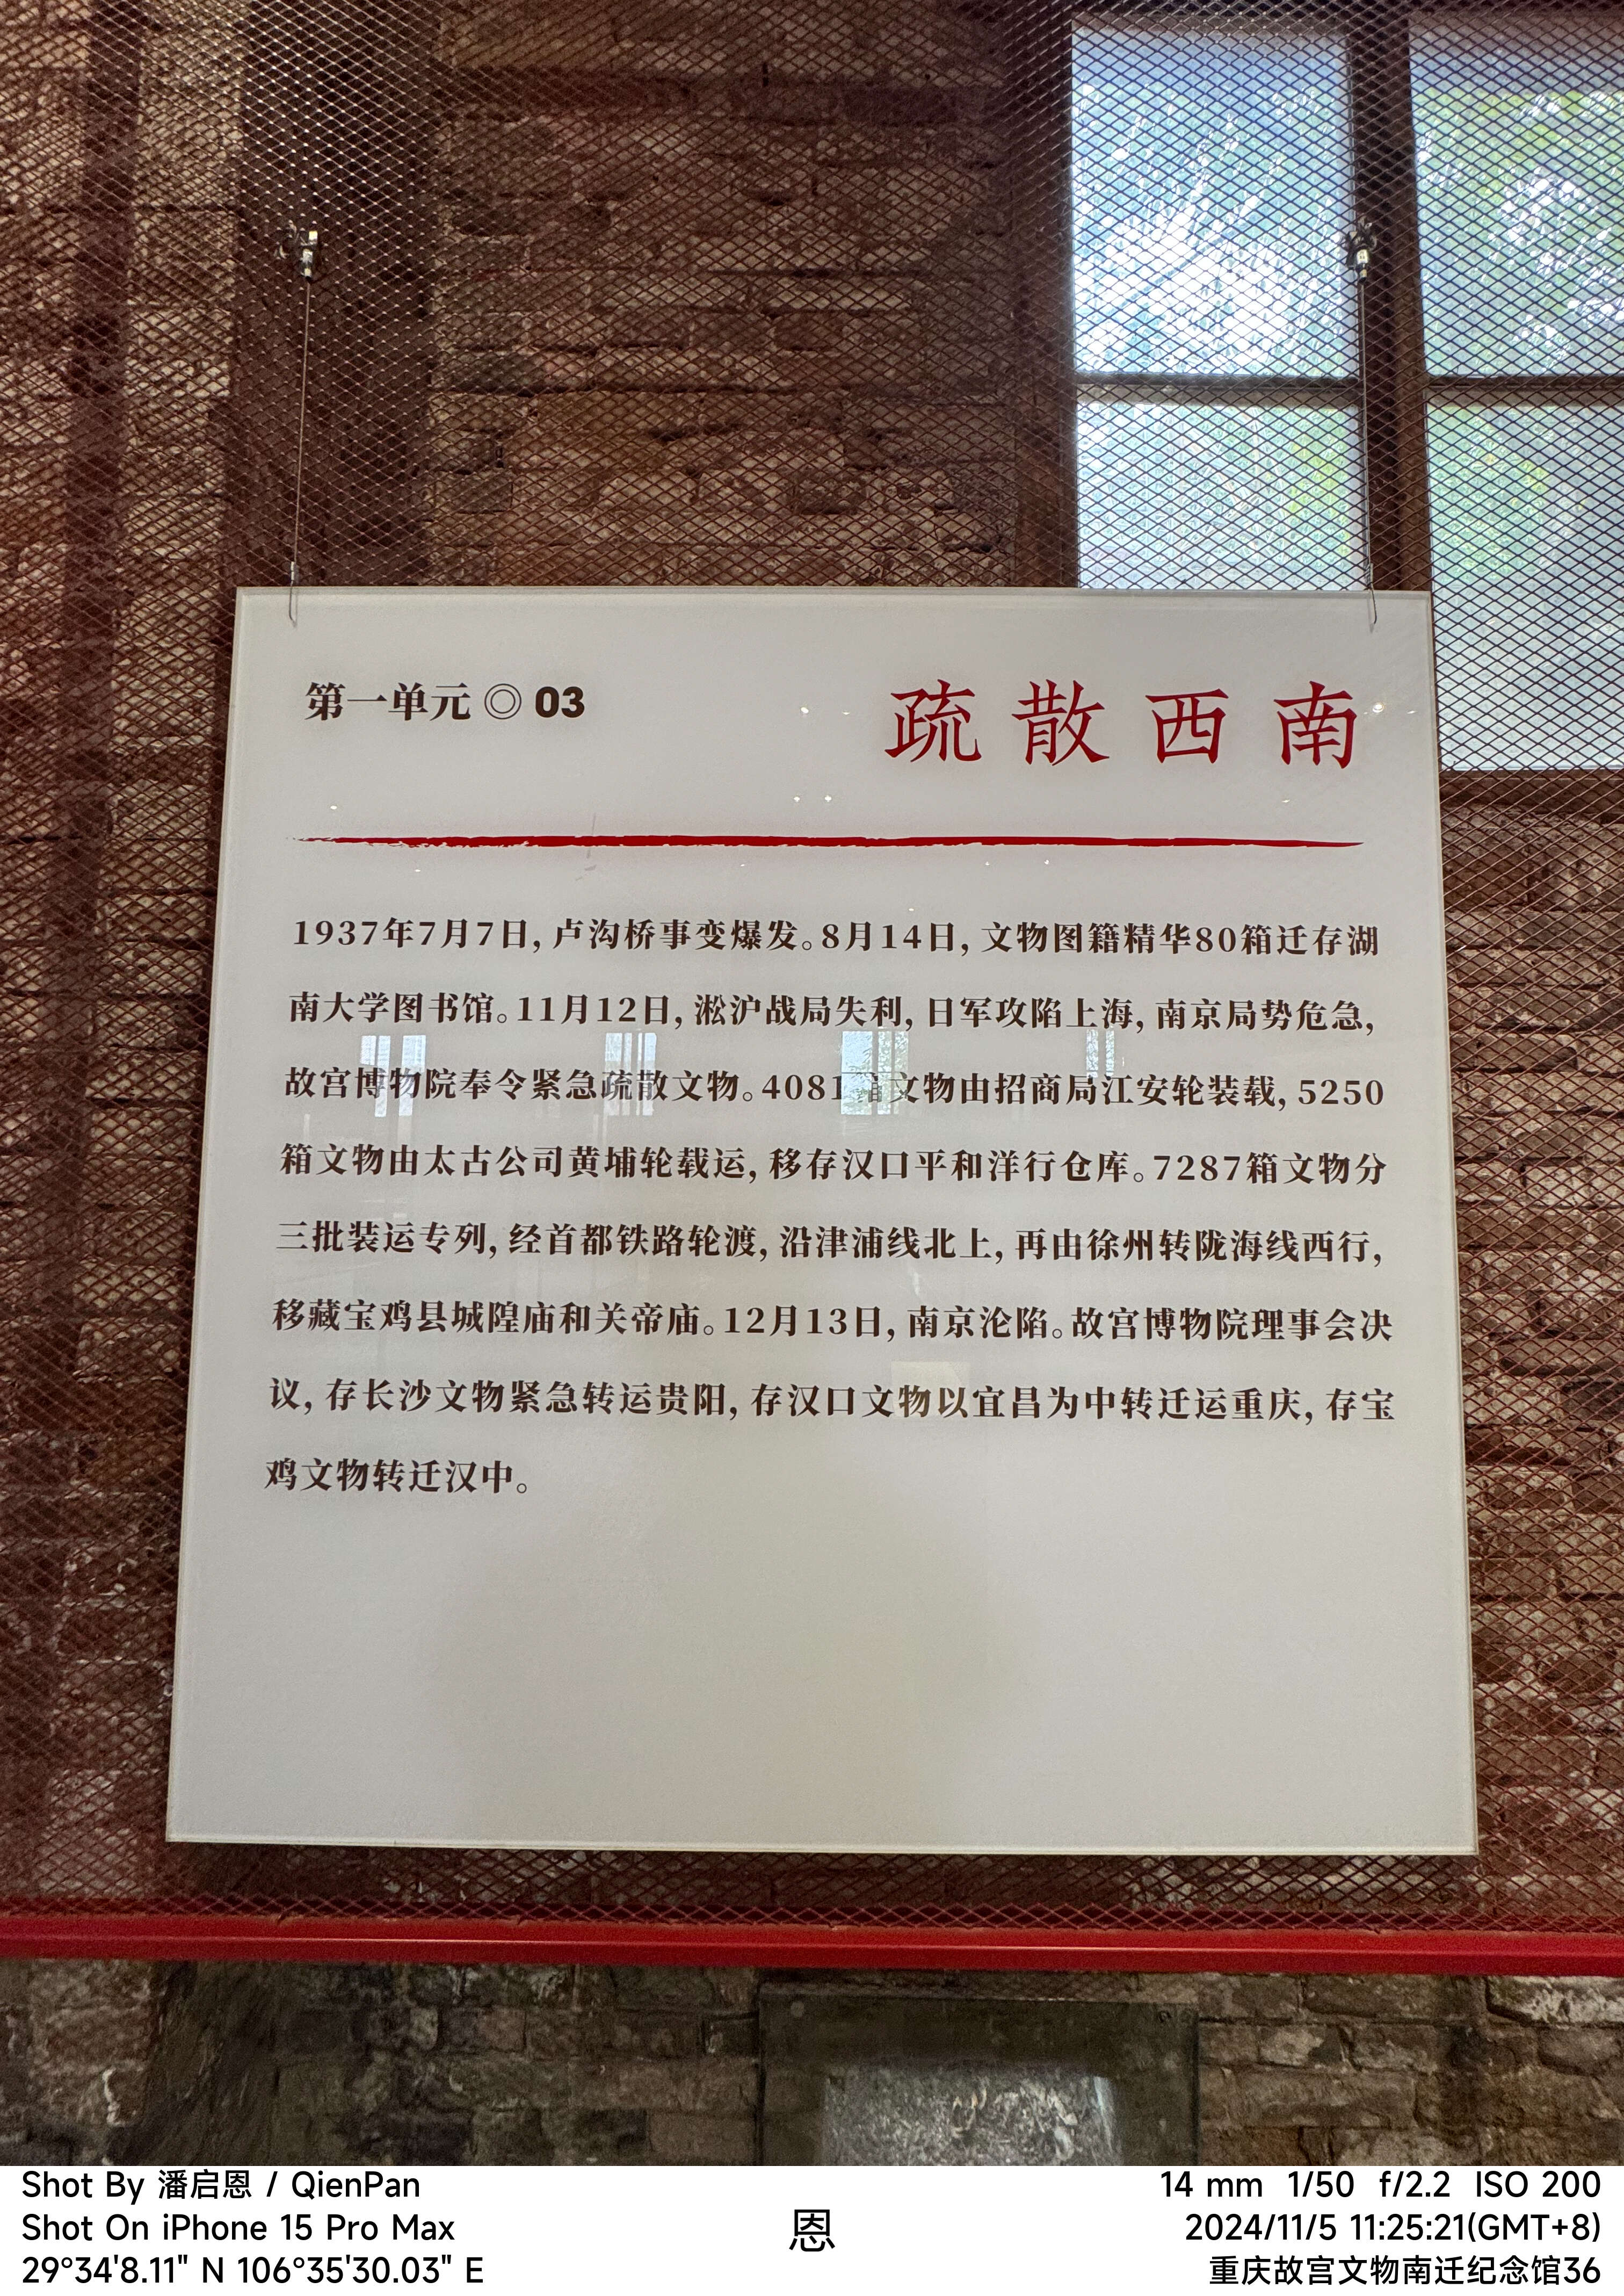 第一单元 ◎ 03
疏散西南
1937年7月7日,卢沟桥事变爆发。8月14日,文物图籍精华80箱迁存湖
南大学图书馆。11月12日,淞沪战局失利,日军攻陷上海,南京局势危急,
故宫博物院奉令紧急疏散文物。4081箱文物由招商局江安轮装载,5250
箱文物由太古公司黄埔轮载运,移存汉口平和洋行仓库。7287箱文物分
三批装运专列,经首都铁路轮渡,沿津浦线北上,再由徐州转陇海线西行,
移藏宝鸡县城隍庙和关帝庙。12月13日,南京沦陷。故宫博物院理事会决
议,存长沙文物紧急转运贵阳,存汉口文物以宜昌为中转迁运重庆,存宝
鸡文物转迁汉中。
Shot By 潘启恩 / QienPan
Shot On iPhone 15 Pro Max
29°34'8.11" N 106°35'30.03" E
恩
14 mm 1/50 f/2.2 ISO 200
2024/11/5 11:25:21(GMT+8)
重庆故宫文物南迁纪念馆36